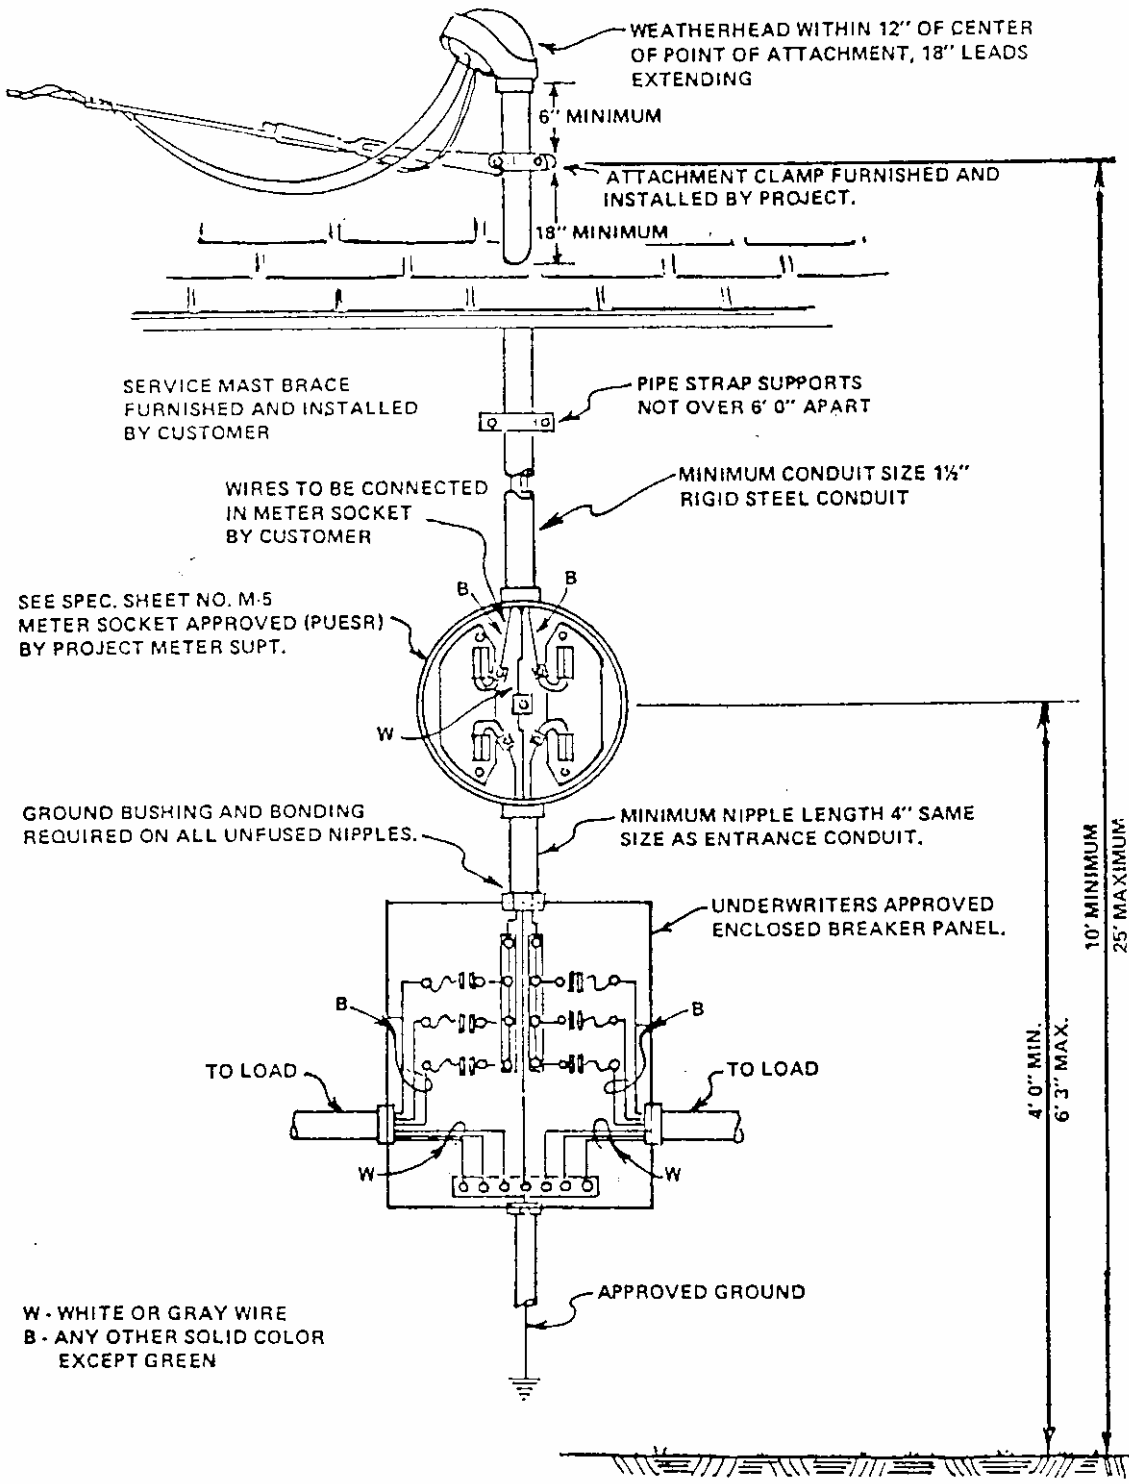 WEATHERHEAD WITHIN 12" OF CENTER
OF POINT OF ATTACHMENT, 18" LEADS
EXTENDING
6" MINIMUM
ATTACHMENT CLAMP FURNISHED AND
INSTALLED BY PROJECT.
18" MINIMUM
SERVICE MAST BRACE
FURNISHED AND INSTALLED
BY CUSTOMER
PIPE STRAP SUPPORTS
NOT OVER 6' 0" APART
WIRES TO BE CONNECTED
IN METER SOCKET
BY CUSTOMER
MINIMUM CONDUIT SIZE 1½"
RIGID STEEL CONDUIT
B
B
SEE SPEC. SHEET NO. M-5
METER SOCKET APPROVED (PUESR)
BY PROJECT METER SUPT.
W
GROUND BUSHING AND BONDING
REQUIRED ON ALL UNFUSED NIPPLES.
MINIMUM NIPPLE LENGTH 4" SAME
SIZE AS ENTRANCE CONDUIT.
UNDERWRITERS APPROVED
ENCLOSED BREAKER PANEL.
10' MINIMUM
25' MAXIMUM
4' 0" MIN.
6' 3" MAX.
B
B
TO LOAD
TO LOAD
W
W
APPROVED GROUND
W - WHITE OR GRAY WIRE
B - ANY OTHER SOLID COLOR
EXCEPT GREEN